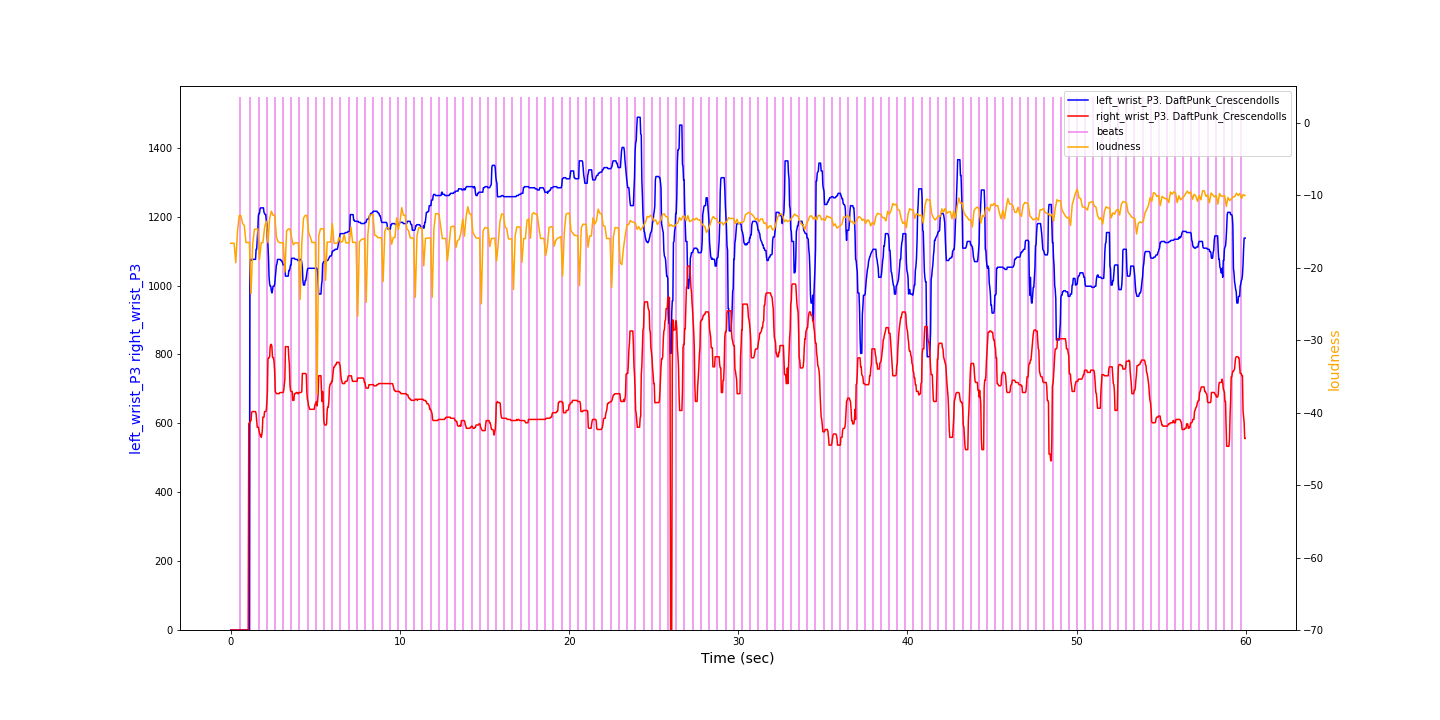 left_wrist_P3. DaftPunk_Crescendolls
right_wrist_P3. DaftPunk_Crescendolls
beats
loudness
1400
1200
1000
800
600
400
200
0
left_wrist_P3 right_wrist_P3
0
−10
−20
−30
−40
−50
−60
−70
loudness
0 10 20 30 40 50 60
Time (sec)